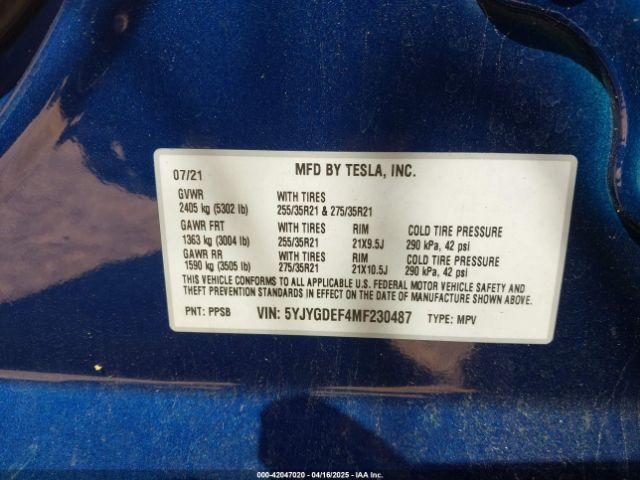 07/21 MFD BY TESLA, INC.
GVWR WITH TIRES
2405 kg (5302 lb) 255/35R21 & 275/35R21
GAWR FRT WITH TIRES RIM COLD TIRE PRESSURE
1363 kg (3004 lb) 255/35R21 21X9.5J 290 kPa, 42 psi
GAWR RR WITH TIRES RIM COLD TIRE PRESSURE
1590 kg (3505 lb) 275/35R21 21X10.5J 290 kPa, 42 psi
THIS VEHICLE CONFORMS TO ALL APPLICABLE U.S. FEDERAL MOTOR VEHICLE SAFETY AND
THEFT PREVENTION STANDARDS IN EFFECT ON THE DATE OF MANUFACTURE SHOWN ABOVE.
PNT: PPSB VIN: 5YJYGDEF4MF230487 TYPE: MPV
000-42047020 - 04/16/2025 - IAA Inc.